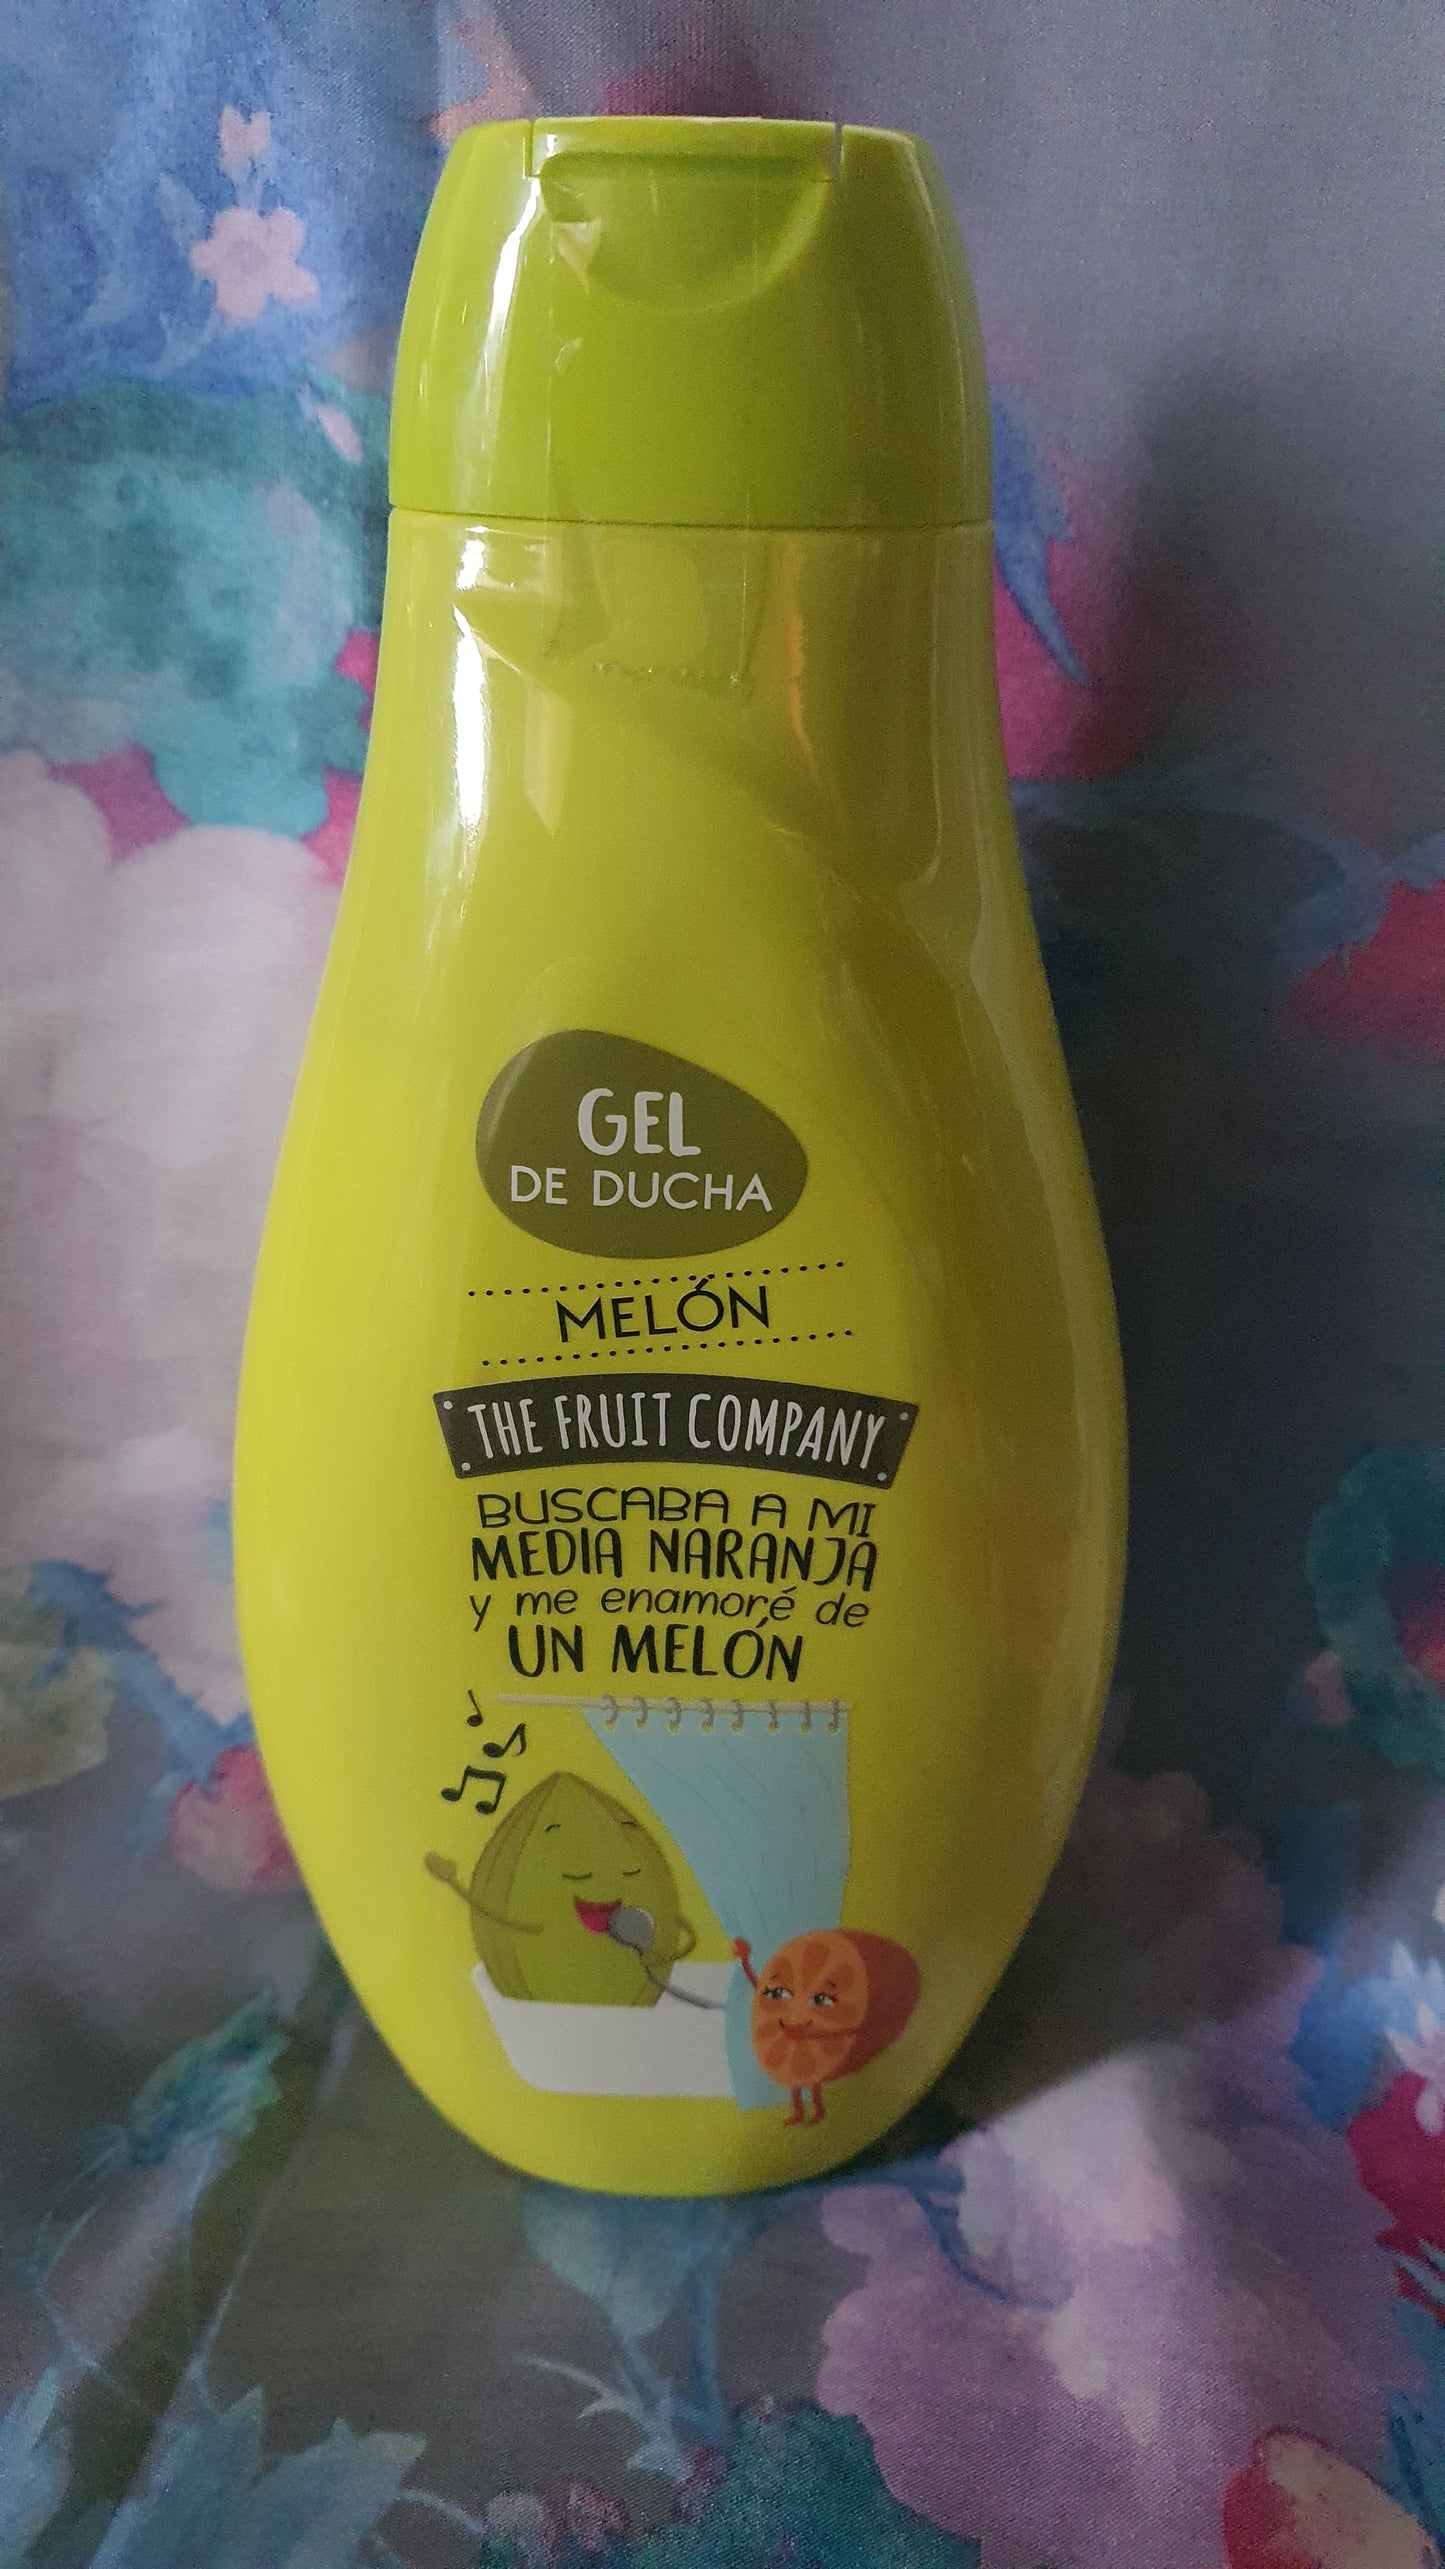 GEL
DE DUCHA
MELÓN
THE FRUIT COMPANY
BUSCABA A MI
MEDIA NARANJA
y me enamoré de
UN MELÓN